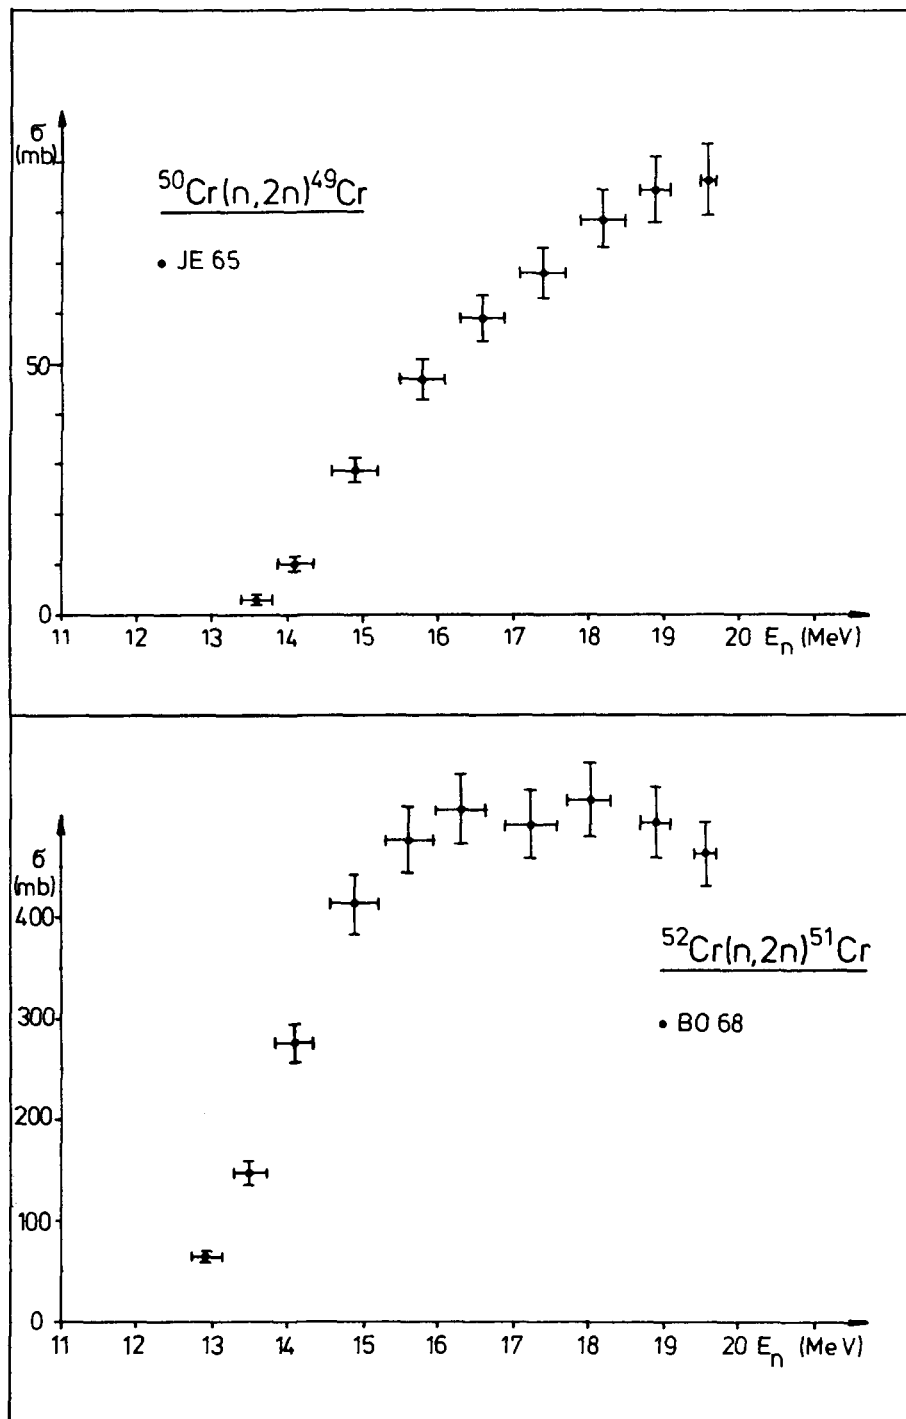 σ
(mb)
⁵⁰Cr(n,2n)⁴⁹Cr
• JE 65
50
0
11 12 13 14 15 16 17 18 19 20 Eₙ (MeV)
σ
(mb)
400
⁵²Cr(n,2n)⁵¹Cr
300
• BO 68
200
100
0
11 12 13 14 15 16 17 18 19 20 Eₙ (MeV)